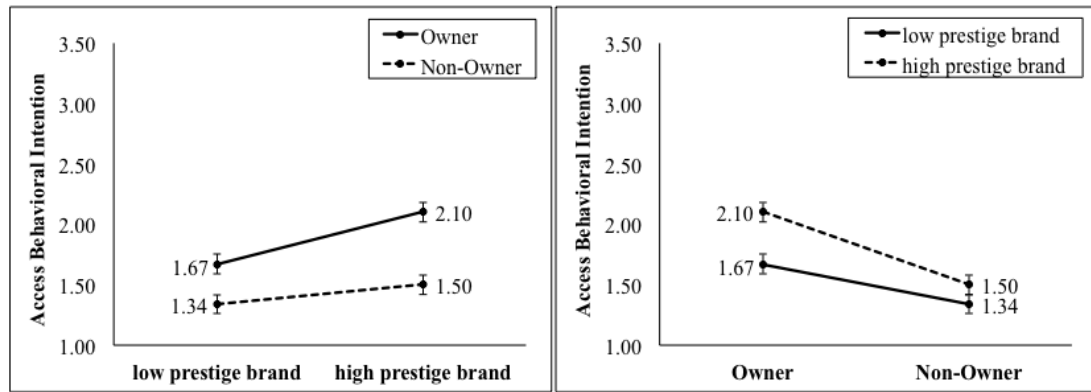 Access Behavioral Intention
3.50
3.00
2.50
2.00
1.50
1.00
Owner
Non-Owner
1.67
2.10
1.34
1.50
low prestige brand
high prestige brand
Access Behavioral Intention
3.50
3.00
2.50
2.00
1.50
1.00
low prestige brand
high prestige brand
2.10
1.67
1.50
1.34
Owner
Non-Owner